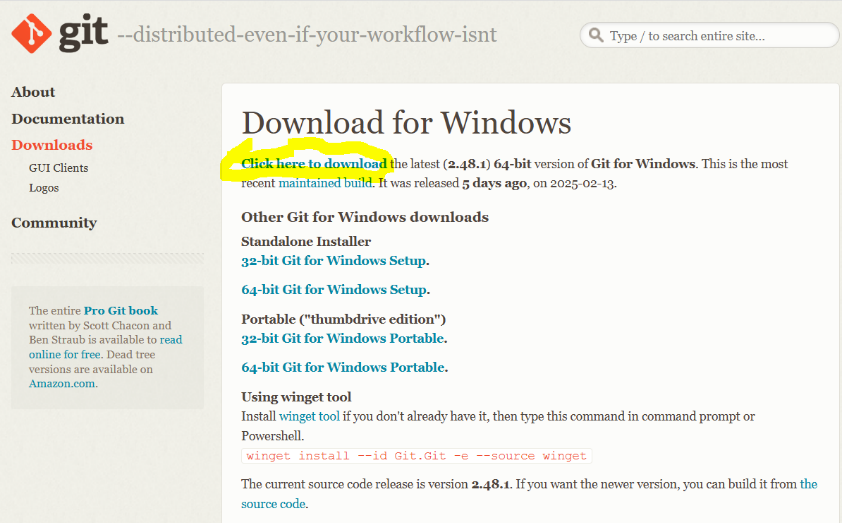 git --distributed-even-if-your-workflow-isnt
Type / to search entire site...
About
Documentation
Downloads
GUI Clients
Logos
Community
The entire Pro Git book
written by Scott Chacon and
Ben Straub is available to read
online for free. Dead tree
versions are available on
Amazon.com.
Download for Windows
Click here to download the latest (2.48.1) 64-bit version of Git for Windows. This is the most
recent maintained build. It was released 5 days ago, on 2025-02-13.
Other Git for Windows downloads
Standalone Installer
32-bit Git for Windows Setup.
64-bit Git for Windows Setup.
Portable ("thumbdrive edition")
32-bit Git for Windows Portable.
64-bit Git for Windows Portable.
Using winget tool
Install winget tool if you don't already have it, then type this command in command prompt or
Powershell.
winget install --id Git.Git -e --source winget
The current source code release is version 2.48.1. If you want the newer version, you can build it from the
source code.